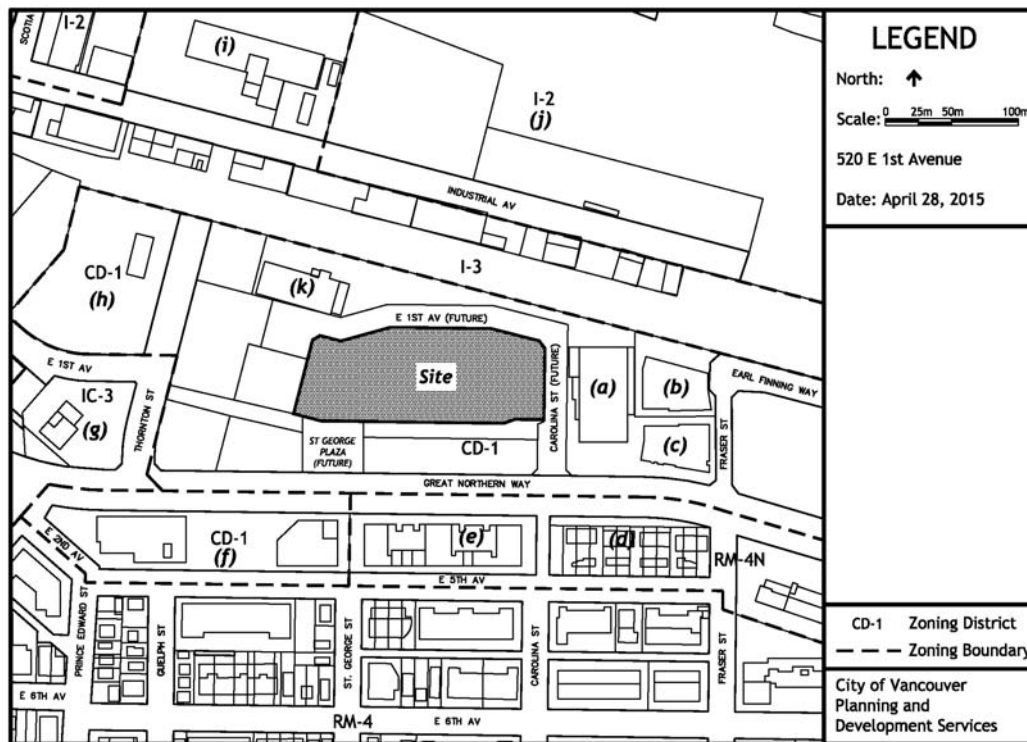 SCOTIA
I-2
(i)
I-2
(j)
INDUSTRIAL AV
I-3
CD-1
(h)
(k)
E 1ST AV (FUTURE)
Site
CAROLINA ST (FUTURE)
(a)
(b)
(c)
EARL FINNING WAY
FRASER ST
E 1ST AV
IC-3
(g)
THORNTON ST
ST GEORGE
PLAZA
(FUTURE)
CD-1
GREAT NORTHERN WAY
E 2ND AV
CD-1
(f)
(e)
(d)
RM-4N
E 5TH AV
PRINCE EDWARD ST
GUELPH ST
ST. GEORGE ST
CAROLINA ST
FRASER ST
E 6TH AV
RM-4
E 6TH AV
LEGEND
North:
Scale: 0 25m 50m 100m
520 E 1st Avenue
Date: April 28, 2015
CD-1 Zoning District
Zoning Boundary
City of Vancouver
Planning and
Development Services